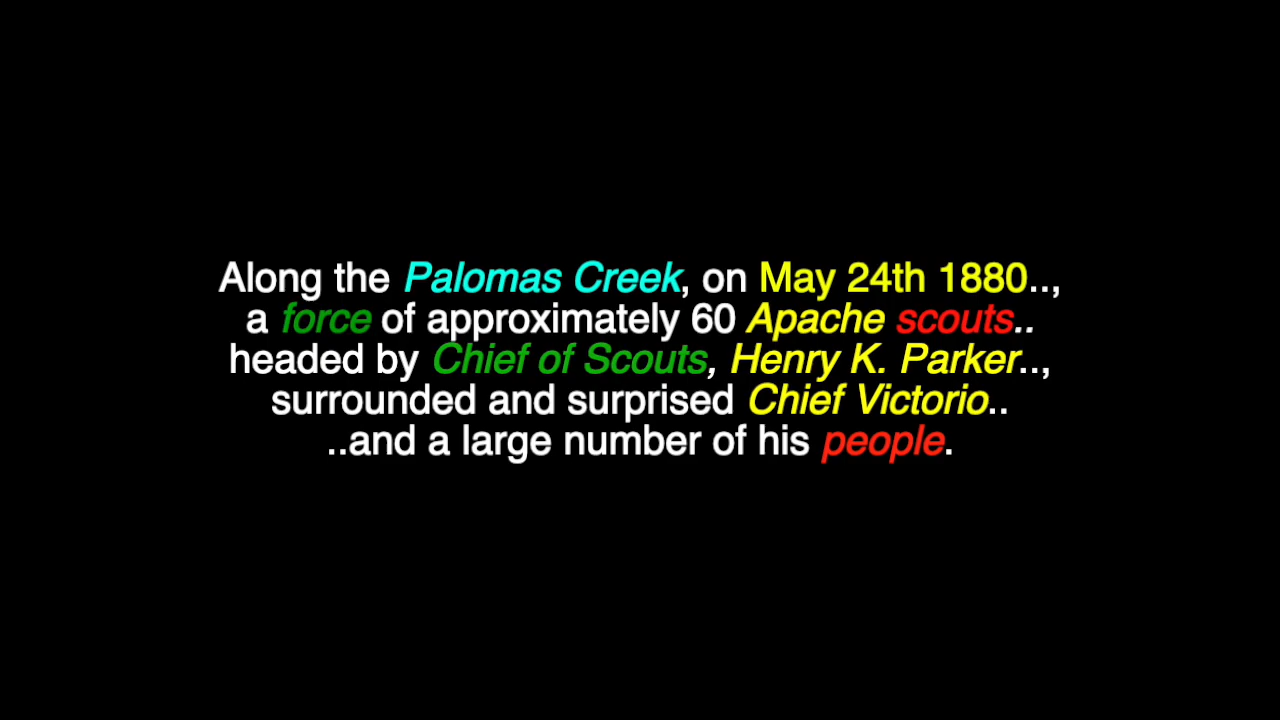 Along the Palomas Creek, on May 24th 1880..,
a force of approximately 60 Apache scouts..
headed by Chief of Scouts, Henry K. Parker..,
surrounded and surprised Chief Victorio..
..and a large number of his people.